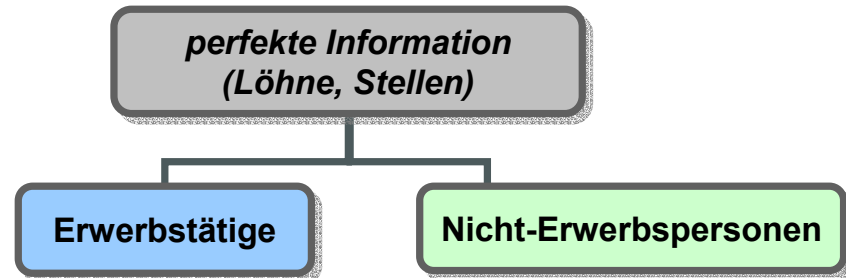 perfekte Information
(Löhne, Stellen)
Erwerbstätige
Nicht-Erwerbspersonen